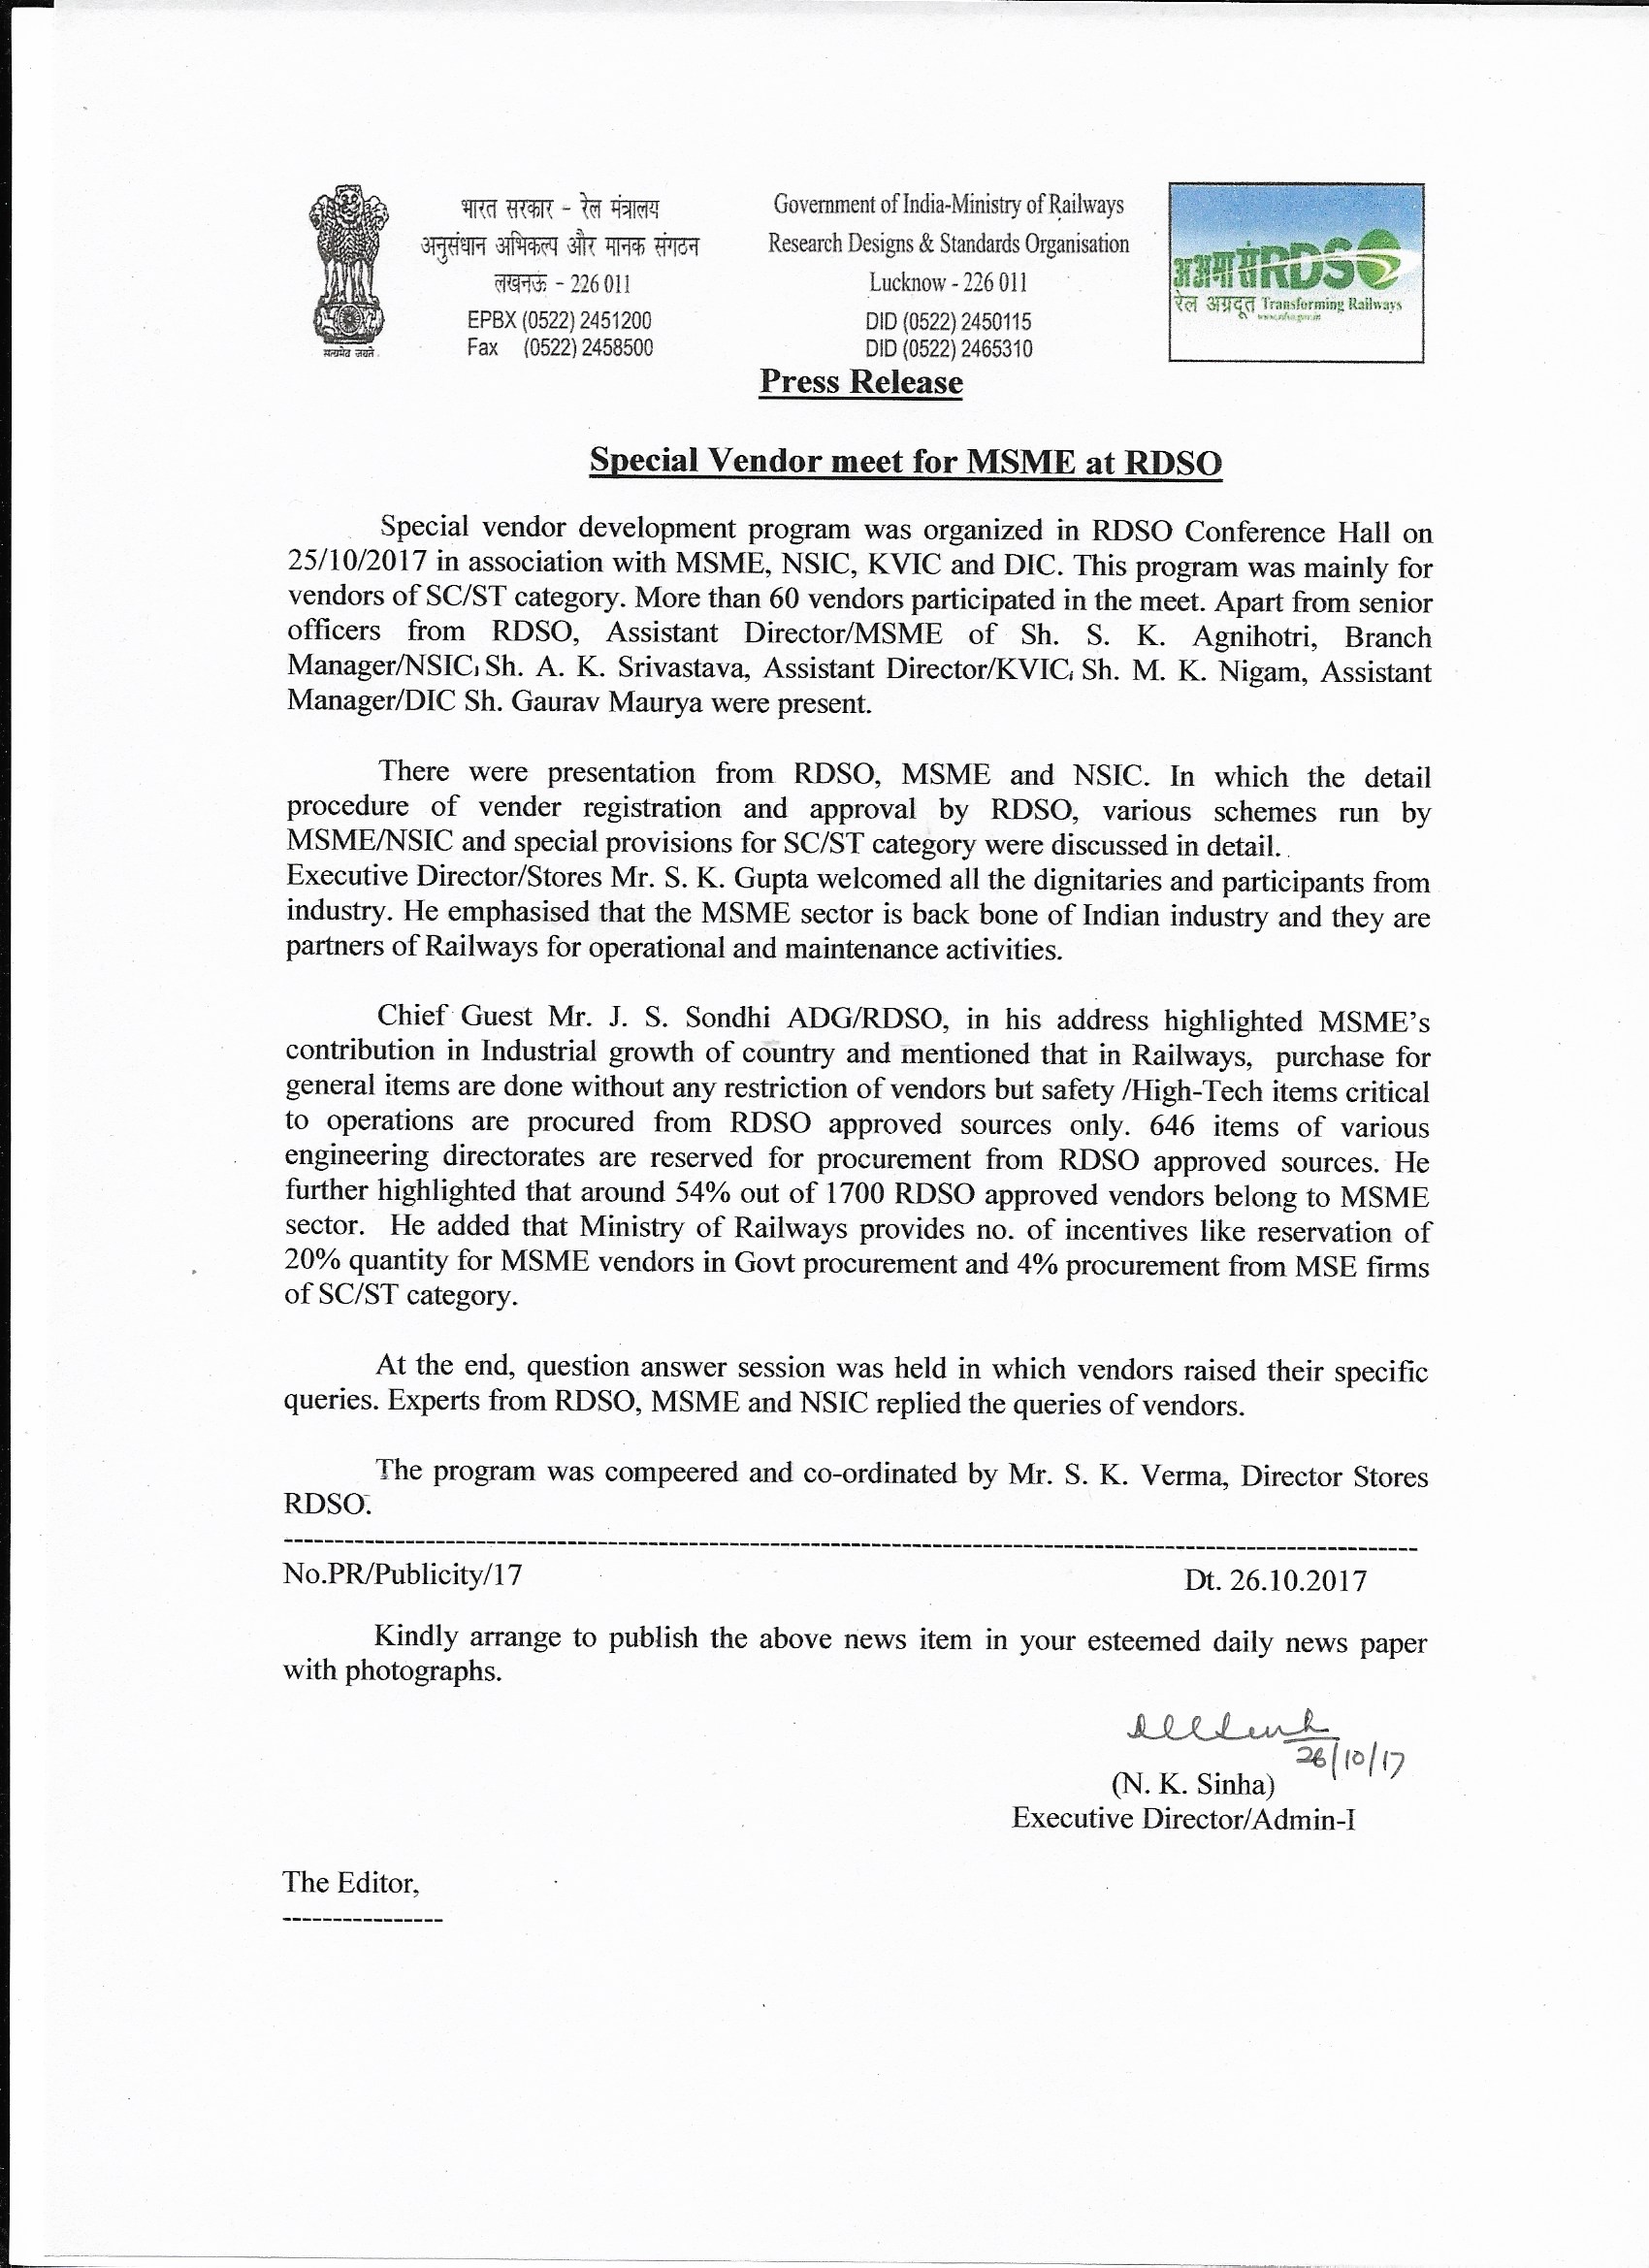 भारत सरकार - रेल मंत्रालय
अनुसंधान अभिकल्प और मानक संगठन
लखनऊ - 226 011
EPBX (0522) 2451200
Fax (0522) 2458500
सत्यमेव जयते
Government of India-Ministry of Railways
Research Designs & Standards Organisation
Lucknow - 226 011
DID (0522) 2450115
DID (0522) 2465310
अ अ मा सं RDSO
रेल अग्रदूत Transforming Railways
Press Release
Special Vendor meet for MSME at RDSO
Special vendor development program was organized in RDSO Conference Hall on
25/10/2017 in association with MSME, NSIC, KVIC and DIC. This program was mainly for
vendors of SC/ST category. More than 60 vendors participated in the meet. Apart from senior
officers from RDSO, Assistant Director/MSME of Sh. S. K. Agnihotri, Branch
Manager/NSIC, Sh. A. K. Srivastava, Assistant Director/KVIC, Sh. M. K. Nigam, Assistant
Manager/DIC Sh. Gaurav Maurya were present.
There were presentation from RDSO, MSME and NSIC. In which the detail
procedure of vender registration and approval by RDSO, various schemes run by
MSME/NSIC and special provisions for SC/ST category were discussed in detail.
Executive Director/Stores Mr. S. K. Gupta welcomed all the dignitaries and participants from
industry. He emphasised that the MSME sector is back bone of Indian industry and they are
partners of Railways for operational and maintenance activities.
Chief Guest Mr. J. S. Sondhi ADG/RDSO, in his address highlighted MSME's
contribution in Industrial growth of country and mentioned that in Railways, purchase for
general items are done without any restriction of vendors but safety /High-Tech items critical
to operations are procured from RDSO approved sources only. 646 items of various
engineering directorates are reserved for procurement from RDSO approved sources. He
further highlighted that around 54% out of 1700 RDSO approved vendors belong to MSME
sector. He added that Ministry of Railways provides no. of incentives like reservation of
20% quantity for MSME vendors in Govt procurement and 4% procurement from MSE firms
of SC/ST category.
At the end, question answer session was held in which vendors raised their specific
queries. Experts from RDSO, MSME and NSIC replied the queries of vendors.
The program was compeered and co-ordinated by Mr. S. K. Verma, Director Stores
RDSO.
No.PR/Publicity/17 Dt. 26.10.2017
Kindly arrange to publish the above news item in your esteemed daily news paper
with photographs.
26/10/17
(N. K. Sinha)
Executive Director/Admin-I
The Editor,